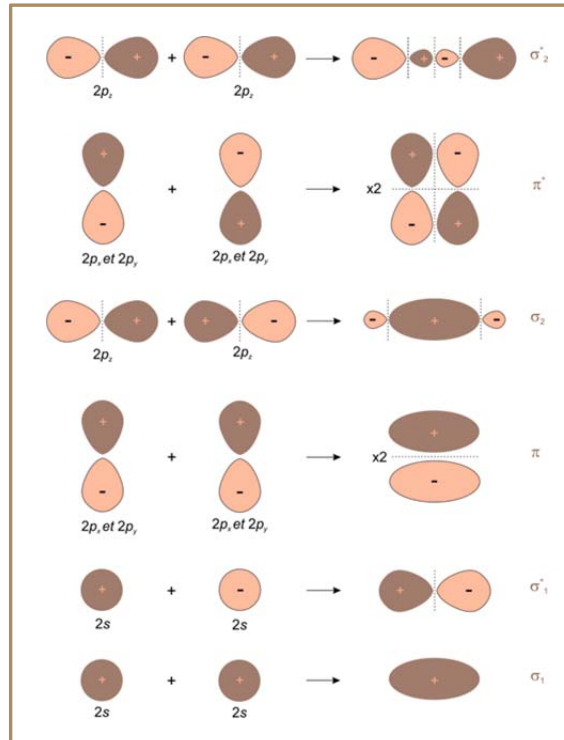 - + + - + → - + - + σ*2
2pz 2pz
+ -
+ → x2 + - π*
- + - +
2px et 2py 2px et 2py
- + + + - → - + - σ2
2pz 2pz
+ + +
+ → x2 π
- - -
2px et 2py 2px et 2py
+ + - → + - σ*1
2s 2s
+ + + → + σ1
2s 2s